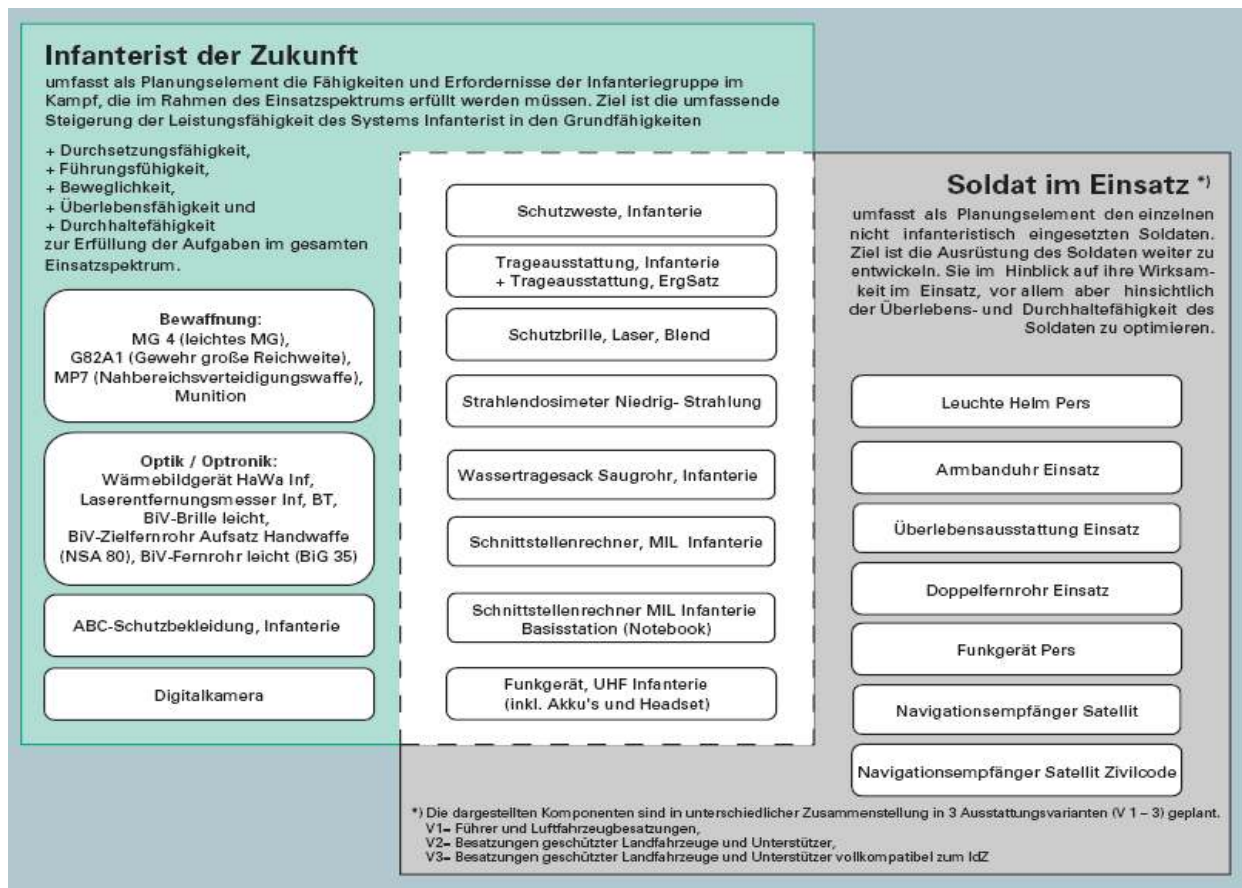 Infanterist der Zukunft
umfasst als Planungselement die Fähigkeiten und Erfordernisse der Infanteriegruppe im
Kampf, die im Rahmen des Einsatzspektrums erfüllt werden müssen. Ziel ist die umfassende
Steigerung der Leistungsfähigkeit des Systems Infanterist in den Grundfähigkeiten
+ Durchsetzungsfähigkeit,
+ Führungsfühigkeit,
+ Beweglichkeit,
+ Überlebensfähigkeit und
+ Durchhaltefähigkeit
zur Erfüllung der Aufgaben im gesamten
Einsatzspektrum.
Bewaffnung:
MG 4 (leichtes MG),
G82A1 (Gewehr große Reichweite),
MP7 (Nahbereichsverteidigungswaffe),
Munition
Optik / Optronik:
Wärmebildgerät HaWa Inf,
Laserentfernungsmesser Inf, BT,
BiV-Brille leicht,
BiV-Zielfernrohr Aufsatz Handwaffe
(NSA 80), BiV-Fernrohr leicht (BiG 35)
ABC-Schutzbekleidung, Infanterie
Digitalkamera
Schutzweste, Infanterie
Trageausstattung, Infanterie
+ Trageausstattung, ErgSatz
Schutzbrille, Laser, Blend
Strahlendosimeter Niedrig- Strahlung
Wassertragesack Saugrohr, Infanterie
Schnittstellenrechner, MIL Infanterie
Schnittstellenrechner MIL Infanterie
Basisstation (Notebook)
Funkgerät, UHF Infanterie
(inkl. Akku's und Headset)
Soldat im Einsatz *)
umfasst als Planungselement den einzelnen
nicht infanteristisch eingesetzten Soldaten.
Ziel ist die Ausrüstung des Soldaten weiter zu
entwickeln. Sie im Hinblick auf ihre Wirksam-
keit im Einsatz, vor allem aber hinsichtlich
der Überlebens- und Durchhaltefähigkeit des
Soldaten zu optimieren.
Leuchte Helm Pers
Armbanduhr Einsatz
Überlebensausstattung Einsatz
Doppelfernrohr Einsatz
Funkgerät Pers
Navigationsempfänger Satellit
Navigationsempfänger Satellit Zivilcode
*) Die dargestellten Komponenten sind in unterschiedlicher Zusammenstellung in 3 Ausstattungsvarianten (V 1 – 3) geplant.
V1= Führer und Luftfahrzeugbesatzungen,
V2= Besatzungen geschützter Landfahrzeuge und Unterstützer,
V3= Besatzungen geschützter Landfahrzeuge und Unterstützer vollkompatibel zum IdZ